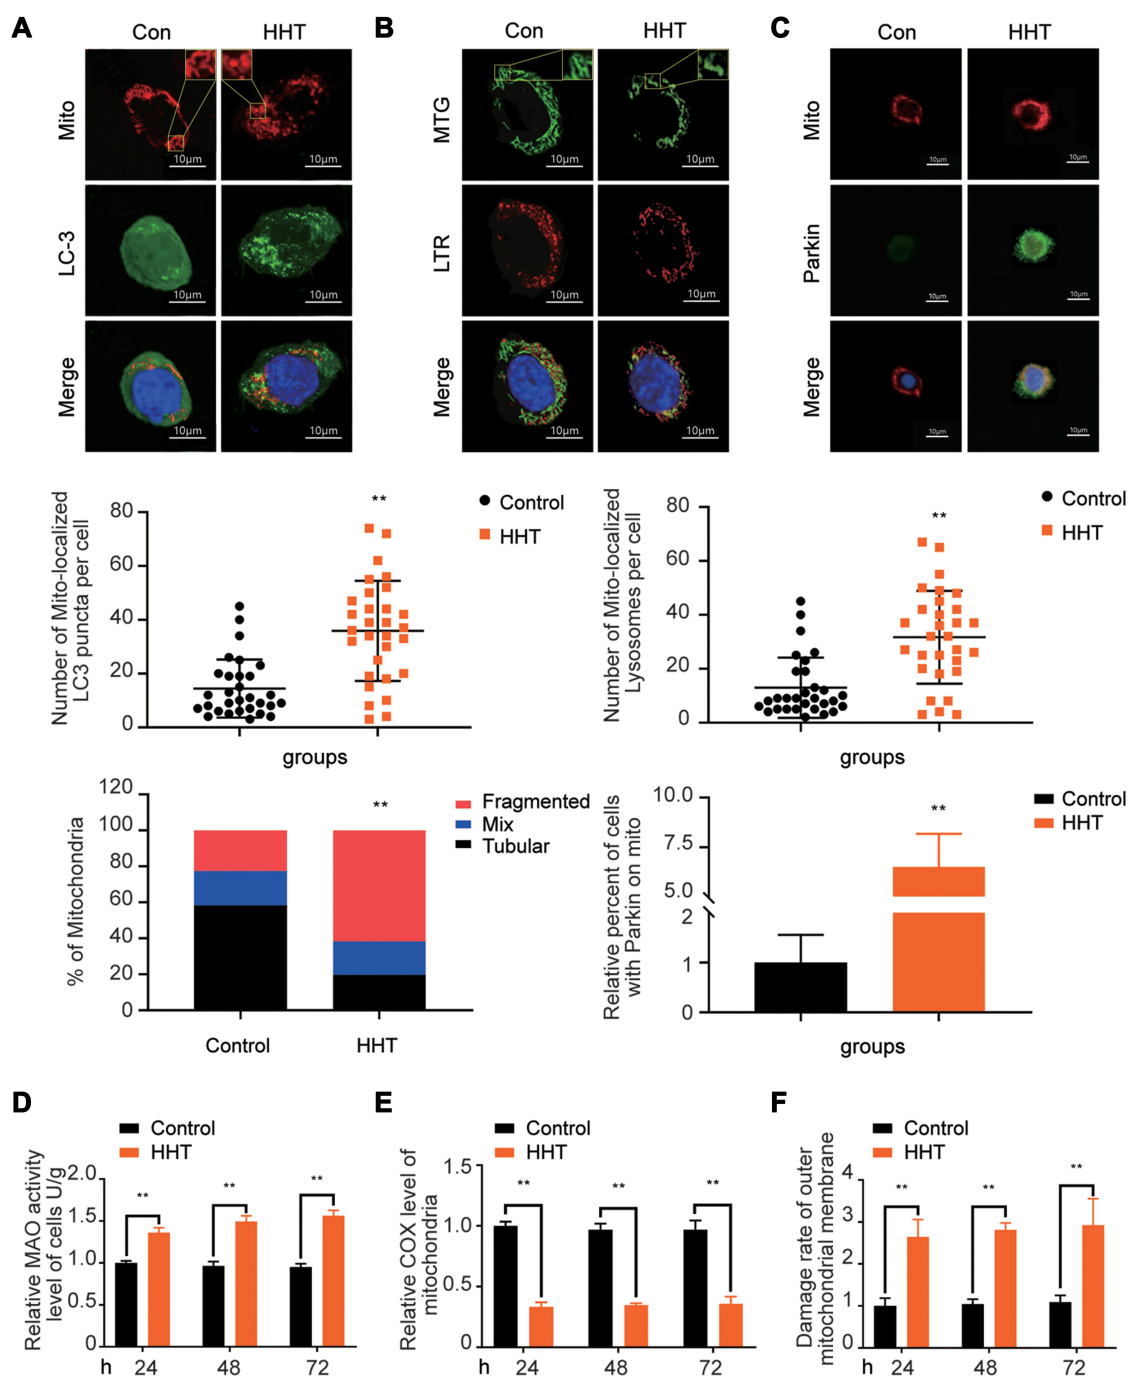 A
B
C
Con
HHT
Con
HHT
Con
HHT
Mito
10μm
10μm
MTG
10μm
10μm
Mito
10μm
10μm
LC-3
10μm
10μm
LTR
10μm
10μm
Parkin
10μm
10μm
Merge
10μm
10μm
Merge
10μm
10μm
Merge
10μm
10μm
Number of Mito-localized
LC3 puncta per cell
80
60
40
20
0
**
Control
HHT
groups
Number of Mito-localized
Lysosomes per cell
80
60
40
20
0
**
Control
HHT
groups
% of Mitochondria
120
100
80
60
40
20
0
**
Fragmented
Mix
Tubular
Control
HHT
Relative percent of cells
with Parkin on mito
10.0
7.5
5.0
2
1
0
**
Control
HHT
groups
D
Control
HHT
Relative MAO activity
level of cells U/g
2.0
1.5
1.0
0.5
0
**
**
**
h
24
48
72
E
Control
HHT
Relative COX level of
mitochondria
1.5
1.0
0.5
0
**
**
**
h
24
48
72
F
Control
HHT
Damage rate of outer
mitochondrial membrane
4
3
2
1
0
**
**
**
h
24
48
72